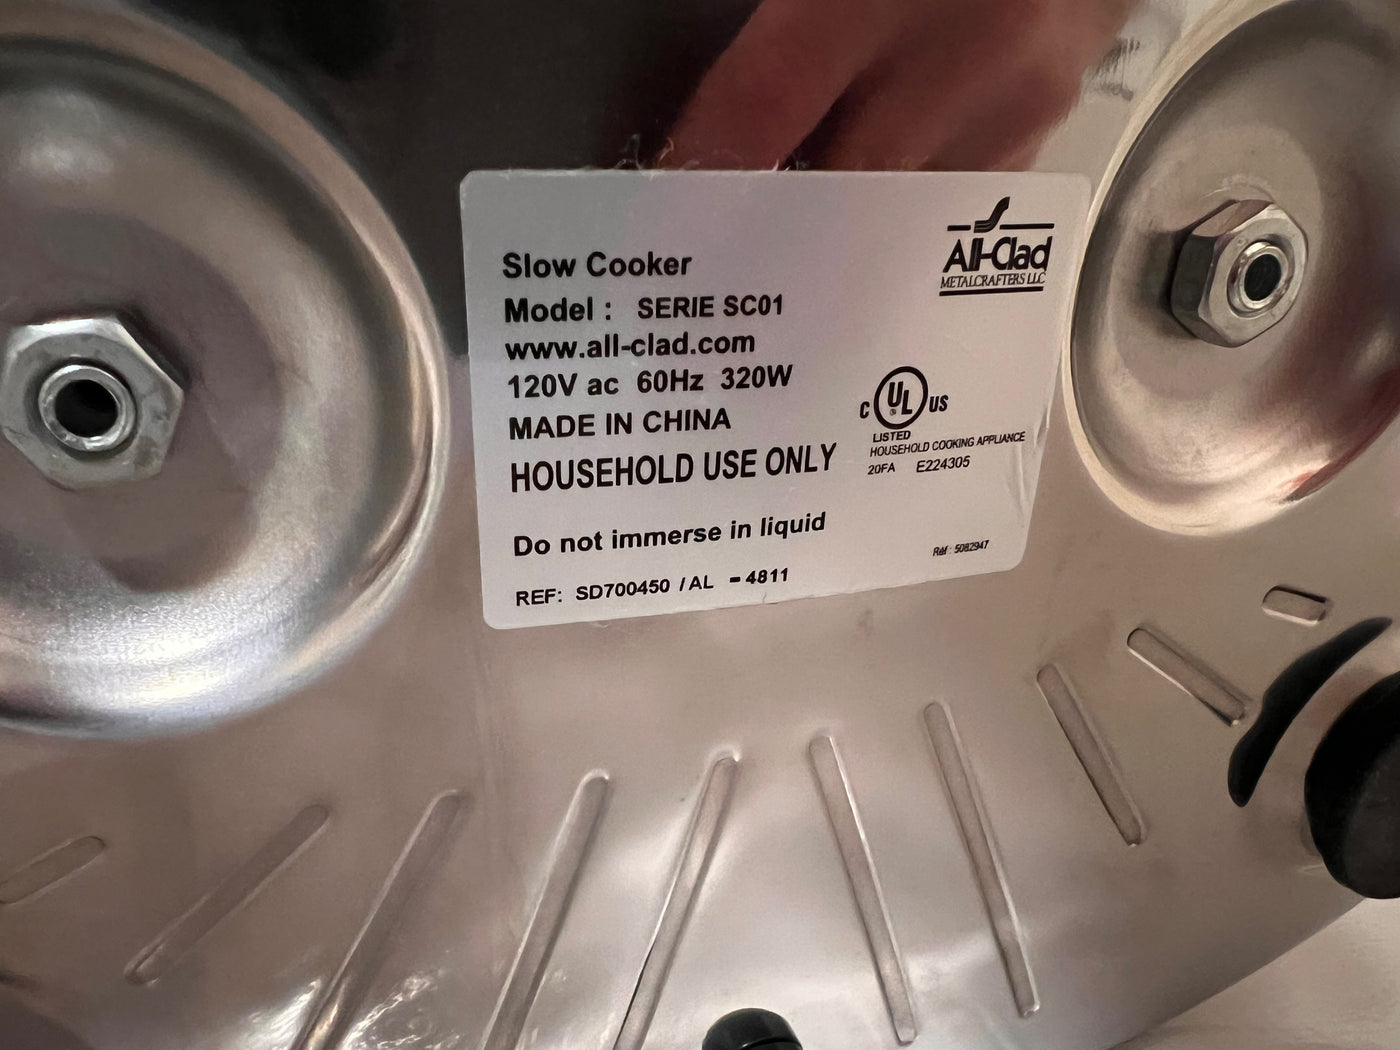 Slow Cooker
Model : SERIE SC01
www.all-clad.com
120V ac 60Hz 320W
MADE IN CHINA
HOUSEHOLD USE ONLY
Do not immerse in liquid
REF: SD700450 / AL - 4811
All-Clad
METALCRAFTERS LLC
C UL US
LISTED
HOUSEHOLD COOKING APPLIANCE
20FA E224305
Réf : 5082947